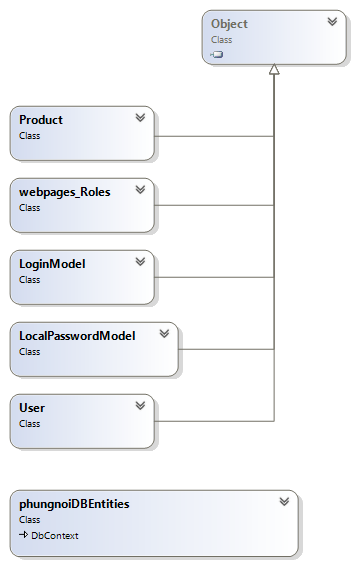 Object
Class
Product
Class
webpages_Roles
Class
LoginModel
Class
LocalPasswordModel
Class
User
Class
phungnoiDBEntities
Class
DbContext